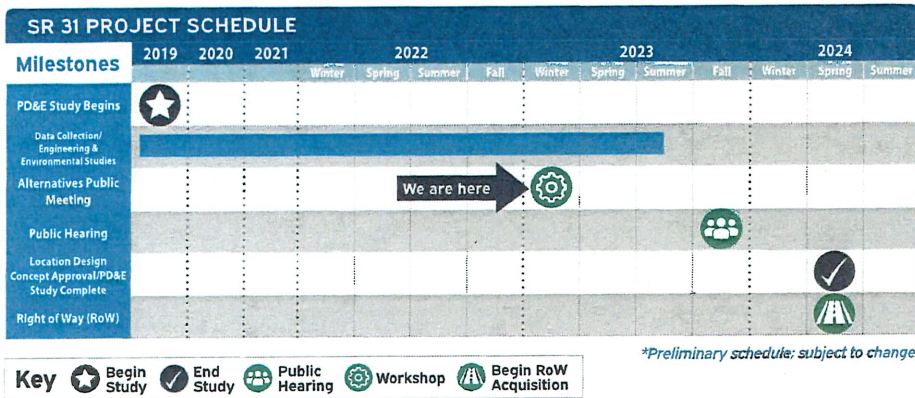 SR 31 PROJECT SCHEDULE
Milestones
2019 2020 2021 2022 2023 2024
Winter Spring Summer Fall Winter Spring Summer Fall Winter Spring Summer
PD&E Study Begins
Data Collection/
Engineering &
Environmental Studies
Alternatives Public
Meeting
We are here
Public Hearing
Location Design
Concept Approval/PD&E
Study Complete
Right of Way (RoW)
*Preliminary schedule; subject to change
Key
Begin
Study
End
Study
Public
Hearing
Workshop
Begin RoW
Acquisition